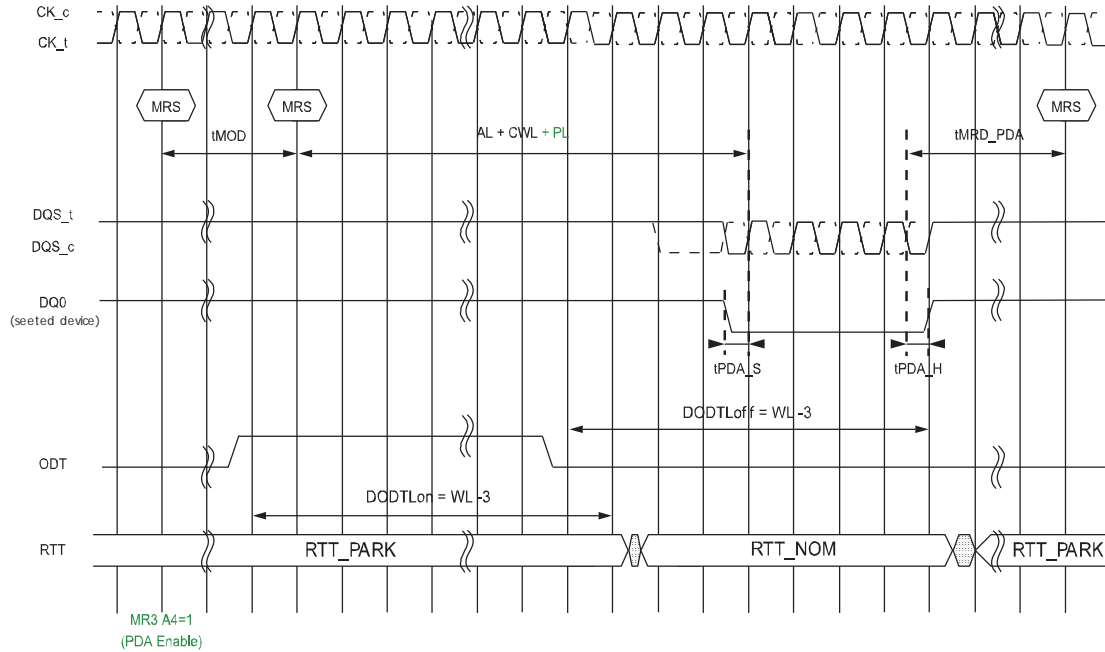 CK_c
CK_t
MRS
MRS
MRS
tMOD
AL + CWL + PL
tMRD_PDA
DQS_t
DQS_c
DQ0
(seeted device)
tPDA_S
tPDA_H
DODTLoff = WL -3
ODT
DODTLon = WL -3
RTT
RTT_PARK
RTT_NOM
RTT_PARK
MR3 A4=1
(PDA Enable)